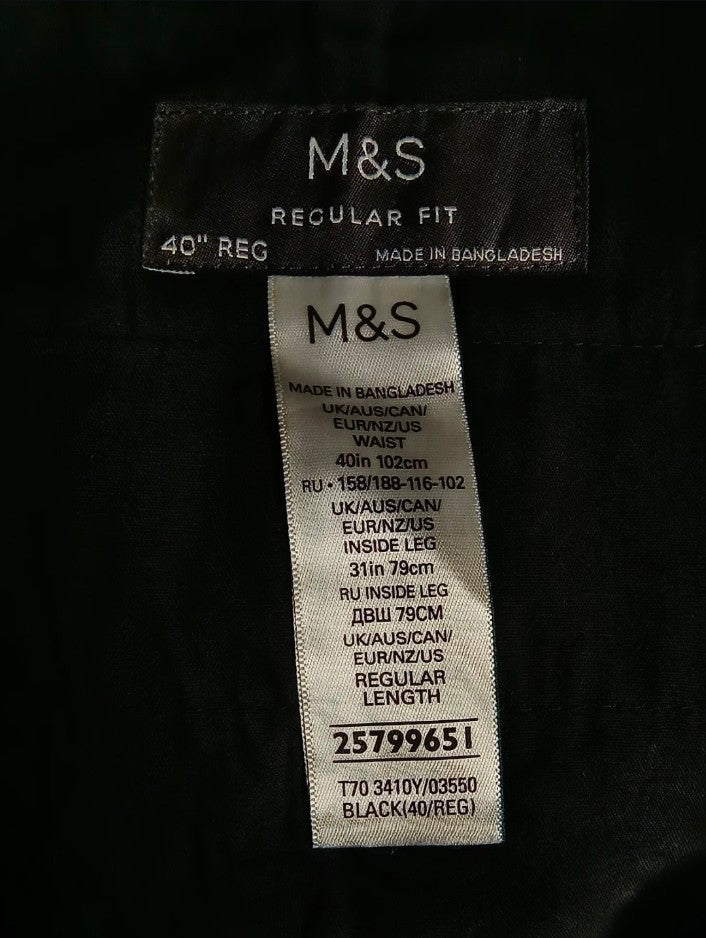 M&S
REGULAR FIT
40" REG
MADE IN BANGLADESH
M&S
MADE IN BANGLADESH
UK/AUS/CAN/
EUR/NZ/US
WAIST
40in 102cm
RU • 158/188-116-102
UK/AUS/CAN/
EUR/NZ/US
INSIDE LEG
31in 79cm
RU INSIDE LEG
ДВШ 79CM
UK/AUS/CAN/
EUR/NZ/US
REGULAR
LENGTH
25799651
T70 3410Y/03550
BLACK(40/REG)